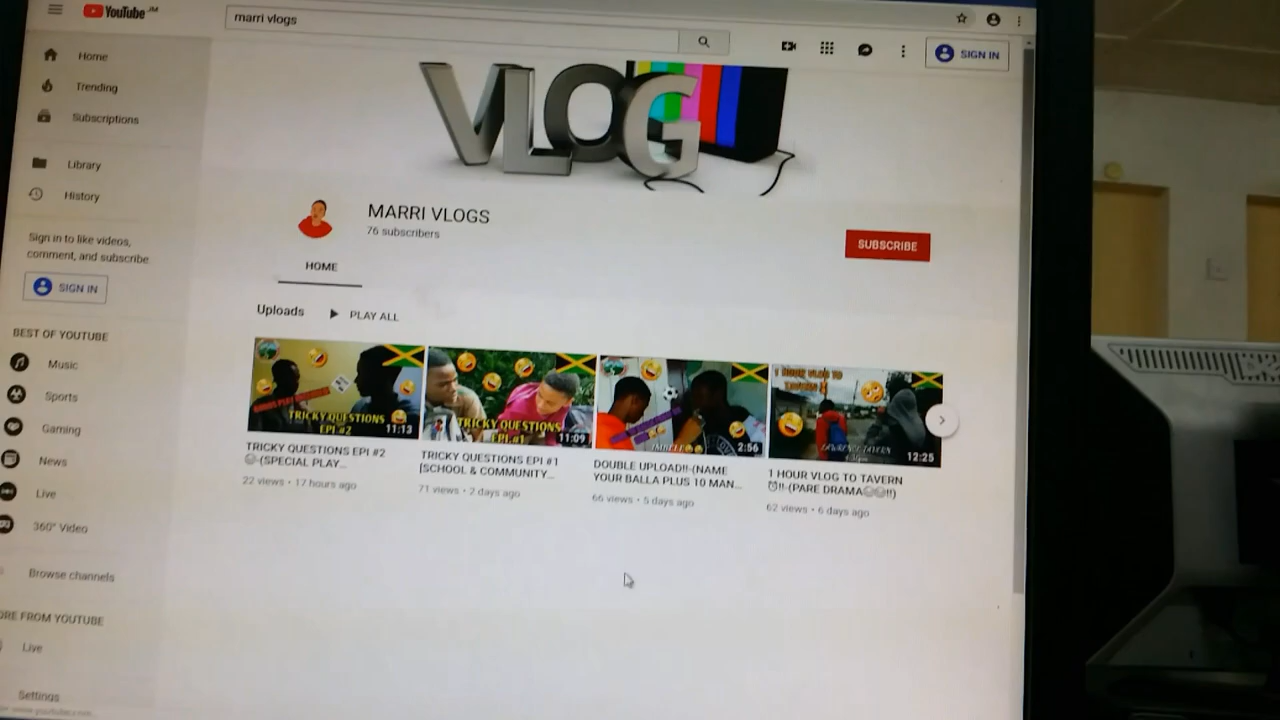 YouTube JM
marri vlogs
SIGN IN
Home
Trending
Subscriptions
Library
History
Sign in to like videos,
comment, and subscribe.
SIGN IN
BEST OF YOUTUBE
Music
Sports
Gaming
News
Live
360° Video
Browse channels
ORE FROM YOUTUBE
Live
Settings
VLOG
MARRI VLOGS
76 subscribers
SUBSCRIBE
HOME
Uploads
PLAY ALL
TRICKY QUESTIONS
EPI #2
11:13
TRICKY QUESTIONS EPI #2
😂-(SPECIAL PLAY...
22 views • 17 hours ago
TRICKY QUESTIONS
EPI #1
11:09
TRICKY QUESTIONS EPI #1
[SCHOOL & COMMUNITY...
71 views • 2 days ago
2:56
DOUBLE UPLOAD!!-(NAME
YOUR BALLA PLUS 10 MAN...
66 views • 5 days ago
1 HOUR VLOG TO
TAVERN
12:25
1 HOUR VLOG TO TAVERN
!!-(PARE DRAMA😂😂!!)
62 views • 6 days ago